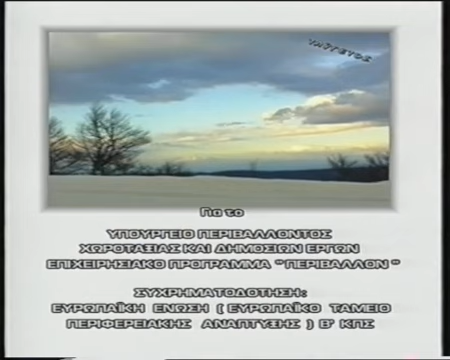 ΤΑΫΓΕΤΟΣ
Για το
ΥΠΟΥΡΓΕΙΟ ΠΕΡΙΒΑΛΛΟΝΤΟΣ
ΧΩΡΟΤΑΞΙΑΣ ΚΑΙ ΔΗΜΟΣΙΩΝ ΕΡΓΩΝ
ΕΠΙΧΕΙΡΗΣΙΑΚΟ ΠΡΟΓΡΑΜΜΑ "ΠΕΡΙΒΑΛΛΟΝ"
ΣΥΧΡΗΜΑΤΟΔΟΤΗΣΗ:
ΕΥΡΩΠΑΪΚΗ ΕΝΩΣΗ ( ΕΥΡΩΠΑΪΚΟ ΤΑΜΕΙΟ
ΠΕΡΙΦΕΡΕΙΑΚΗΣ ΑΝΑΠΤΥΞΗΣ ) Β' ΚΠΣ